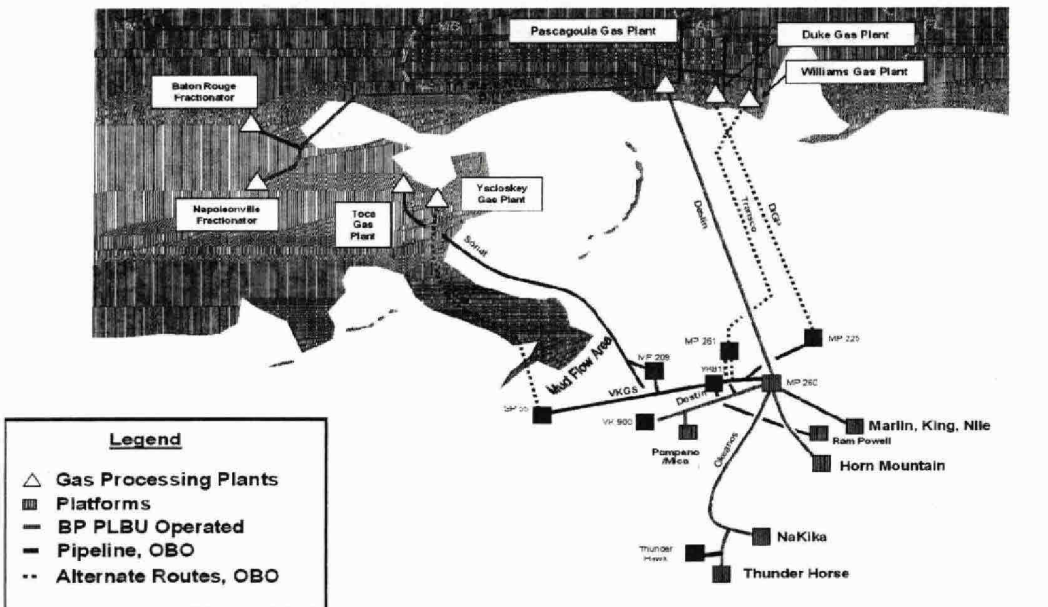 Pascagoula Gas Plant
Duke Gas Plant
Williams Gas Plant
Baton Rouge
Fractionator
Napoleonville
Fractionator
Toca
Gas
Plant
Yscloskey
Gas Plant
Sonat
Destin
Transco
DIGP
Mud Flow Area
MP 261
MP 225
MP 209
MP 260
VKGS
Destin
SP 55
VK 900
Pompano
/Mica
Okeanos
Marlin, King, Nile
Ram Powell
Horn Mountain
NaKika
Thunder
Hawk
Thunder Horse
Legend
Gas Processing Plants
Platforms
BP PLBU Operated
Pipeline, OBO
Alternate Routes, OBO